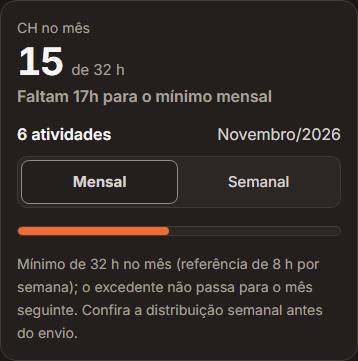 CH no mês
15 de 32 h
Faltam 17h para o mínimo mensal
6 atividades Novembro/2026
Mensal Semanal
Mínimo de 32 h no mês (referência de 8 h por
semana); o excedente não passa para o mês
seguinte. Confira a distribuição semanal antes
do envio.